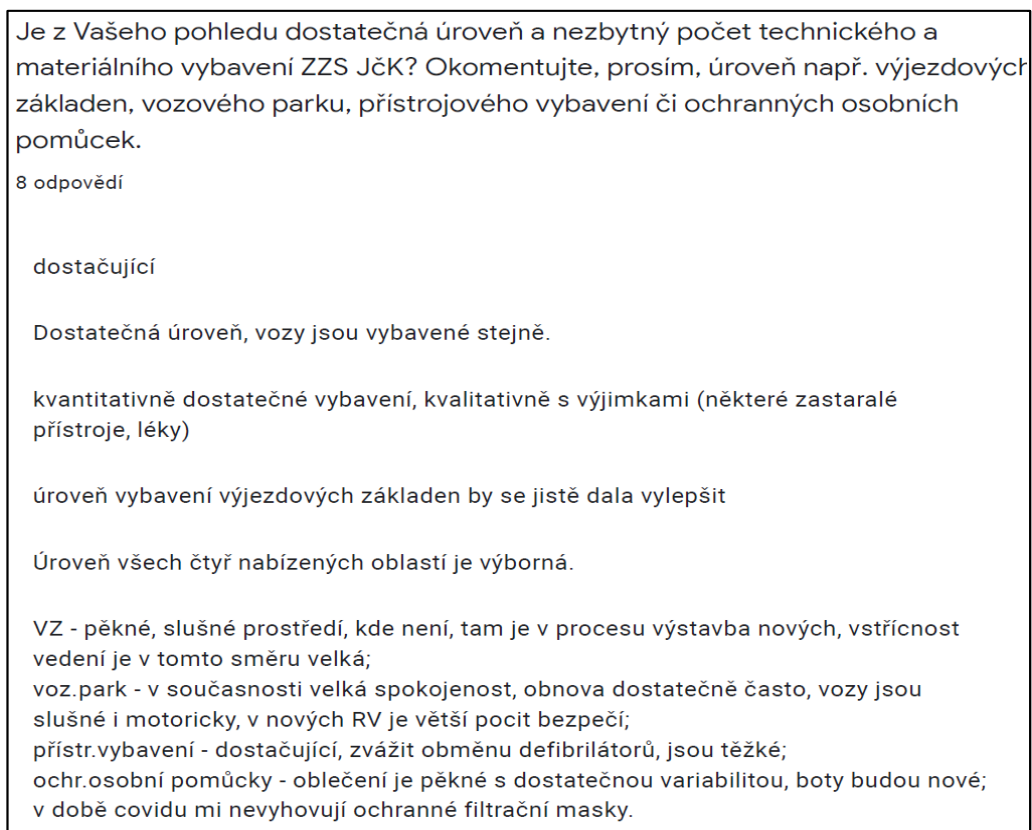 Je z Vašeho pohledu dostatečná úroveň a nezbytný počet technického a
materiálního vybavení ZZS JčK? Okomentujte, prosím, úroveň např. výjezdových
základen, vozového parku, přístrojového vybavení či ochranných osobních
pomůcek.
8 odpovědí
dostačující
Dostatečná úroveň, vozy jsou vybavené stejně.
kvantitativně dostatečné vybavení, kvalitativně s výjimkami (některé zastaralé
přístroje, léky)
úroveň vybavení výjezdových základen by se jistě dala vylepšit
Úroveň všech čtyř nabízených oblastí je výborná.
VZ - pěkné, slušné prostředí, kde není, tam je v procesu výstavba nových, vstřícnost
vedení je v tomto směru velká;
voz.park - v současnosti velká spokojenost, obnova dostatečně často, vozy jsou
slušné i motoricky, v nových RV je větší pocit bezpečí;
přístr.vybavení - dostačující, zvážit obměnu defibrilátorů, jsou těžké;
ochr.osobní pomůcky - oblečení je pěkné s dostatečnou variabilitou, boty budou nové;
v době covidu mi nevyhovují ochranné filtrační masky.